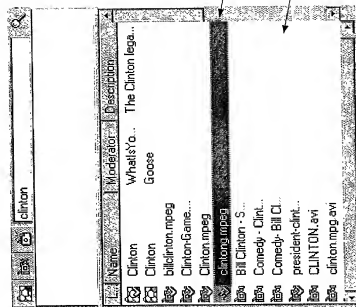 clinton
Name Moderator Description
Clinton WhatIsYo... The Clinton lega...
Clinton Goose
billclinton.mpeg
Clinton-Game...
Clinton.mpeg
clintong.mpeg
Bill Clinton - S...
Comedy- Clint...
Comedy- Bill Cl...
president-clint...
CLINTON.avi
clinton.mpg.avi